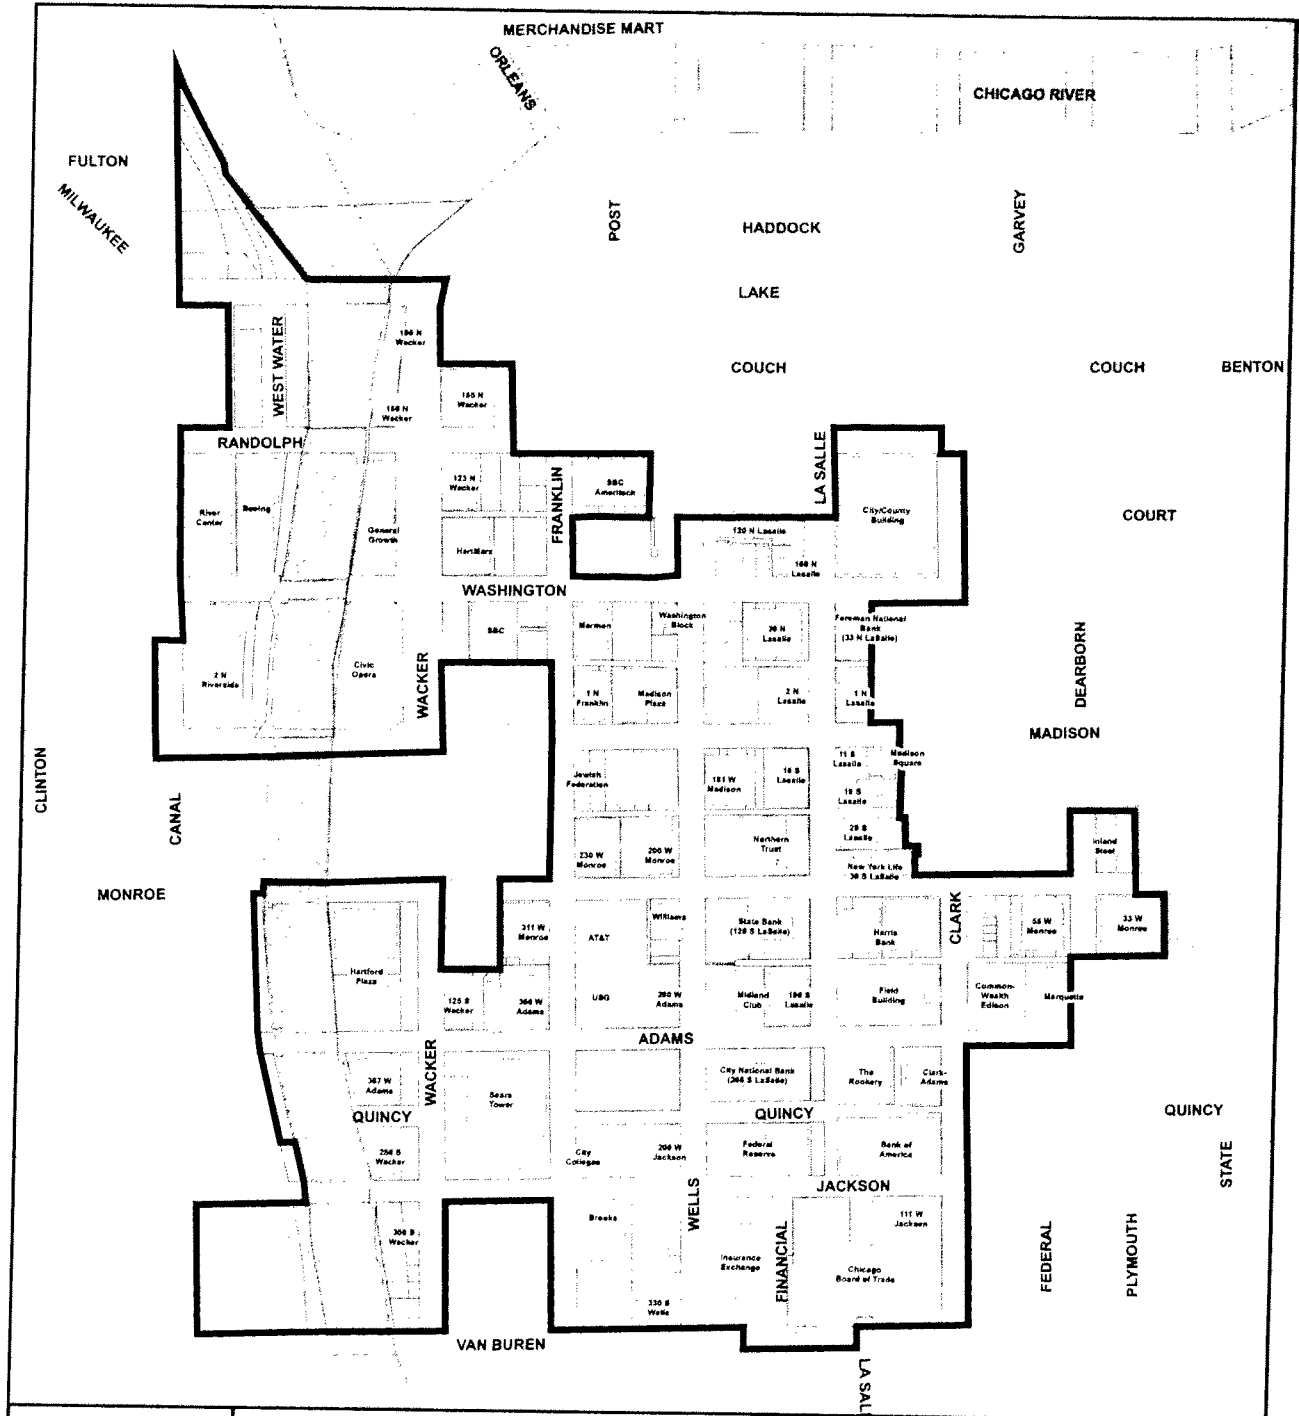 MERCHANDISE MART
ORLEANS
CHICAGO RIVER
FULTON
MILWAUKEE
POST
HADDOCK
GARVEY
LAKE
WEST WATER
COUCH
COUCH
BENTON
155 N
Wacker
150 N
Wacker
RANDOLPH
LA SALLE
123 N
Wacker
FRANKLIN
SBC
Ameritech
River
Center
Boeing
City/County
Building
COURT
General
Growth
HartMarx
120 N Lasalle
160 N
Lasalle
WASHINGTON
SBC
Mormon
Washington
Block
30 N
Lasalle
Foreman National
Bank
(33 N LaSalle)
DEARBORN
2 N
Riverside
Civic
Opera
WACKER
1 N
Franklin
Madison
Plaza
2 N
Lasalle
1 N
Lasalle
MADISON
CLINTON
CANAL
Jewish
Federation
181 W
Madison
10 S
Lasalle
11 S
Lasalle
Madison
Square
19 S
Lasalle
230 W
Monroe
200 W
Monroe
Northern
Trust
Inland
Steel
New York Life
39 S LaSalle
MONROE
311 W
Monroe
AT&T
Williams
State Bank
(120 S LaSalle)
Harris
Bank
CLARK
55 W
Monroe
33 W
Monroe
Hartford
Plaza
125 S
Wacker
300 W
Adams
UBG
200 W
Adams
Midland
Club
190 S
Lasalle
Field
Building
Common-
Wealth
Edison
Marquette
ADAMS
WACKER
307 W
Adams
Sears
Tower
City National Bank
(208 S LaSalle)
The
Rookery
Clark-
Adams
QUINCY
QUINCY
QUINCY
250 S
Wacker
City
Colleges
200 W
Jackson
Federal
Reserve
Bank of
America
STATE
JACKSON
WELLS
300 S
Wacker
Brooks
Insurance
Exchange
FINANCIAL
111 W
Jackson
Chicago
Board of Trade
FEDERAL
PLYMOUTH
330 S
Wells
VAN BUREN
LA SAL